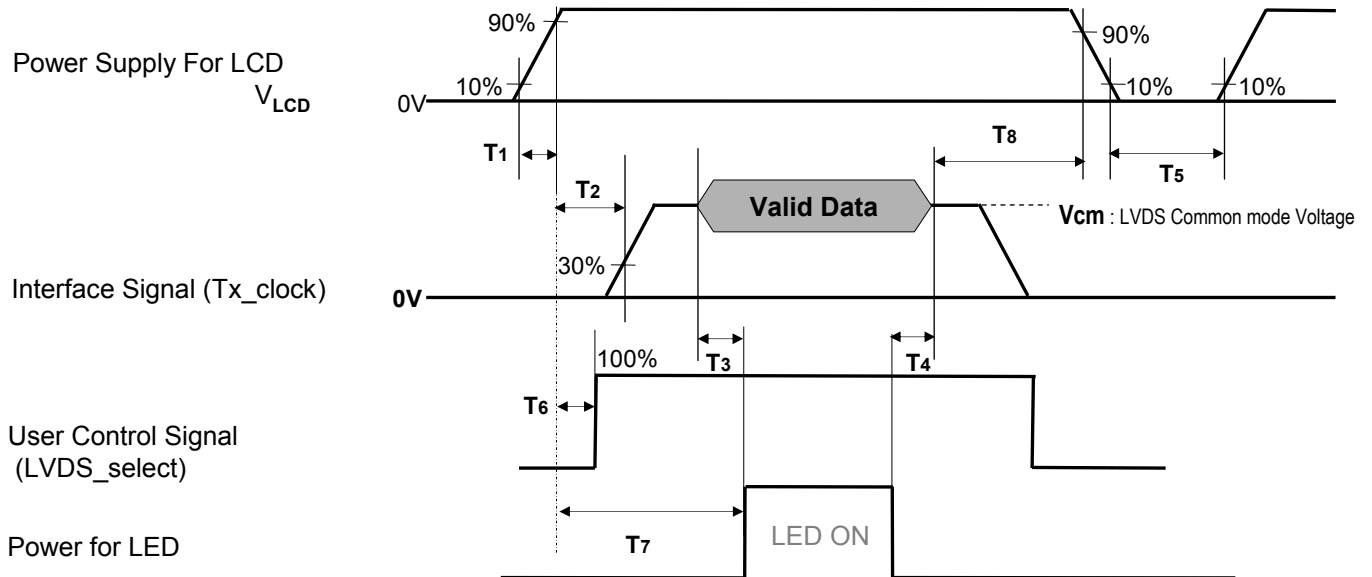 90%
90%
Power Supply For LCD
VLCD
10%
10%
10%
0V
T1
T8
T5
T2
Valid Data
Vcm : LVDS Common mode Voltage
30%
Interface Signal (Tx_clock)
0V
T3
T4
100%
T6
User Control Signal
(LVDS_select)
T7
LED ON
Power for LED